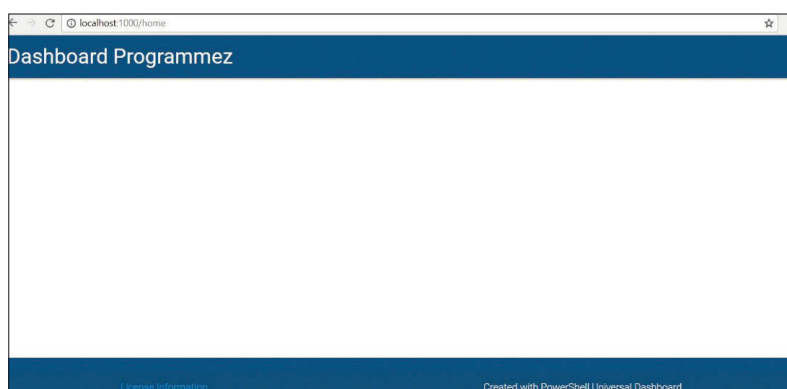 localhost:1000/home
Dashboard Programmez
License Information
Created with PowerShell Universal Dashboard